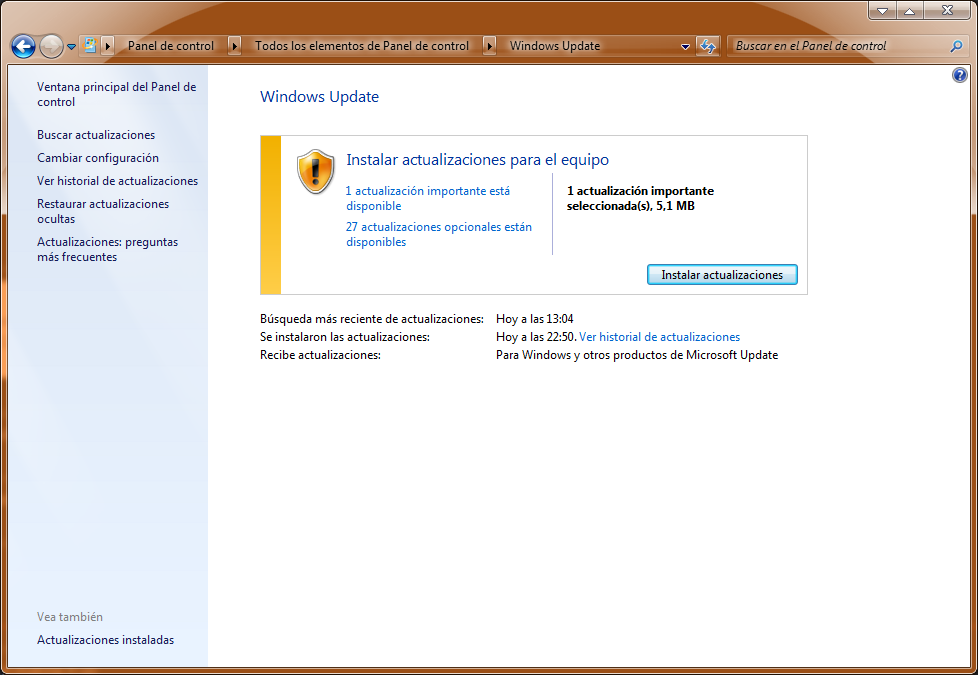 Panel de control
Todos los elementos de Panel de control
Windows Update
Buscar en el Panel de control
Ventana principal del Panel de
control
Buscar actualizaciones
Cambiar configuración
Ver historial de actualizaciones
Restaurar actualizaciones
ocultas
Actualizaciones: preguntas
más frecuentes
Vea también
Actualizaciones instaladas
Windows Update
Instalar actualizaciones para el equipo
1 actualización importante está
disponible
27 actualizaciones opcionales están
disponibles
1 actualización importante
seleccionada(s), 5,1 MB
Instalar actualizaciones
Búsqueda más reciente de actualizaciones: Hoy a las 13:04
Se instalaron las actualizaciones: Hoy a las 22:50. Ver historial de actualizaciones
Recibe actualizaciones: Para Windows y otros productos de Microsoft Update